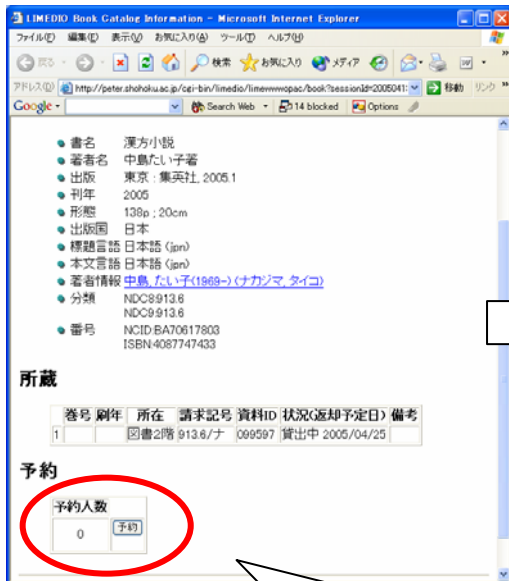 LIMEDIO Book Catalog Information - Microsoft Internet Explorer
ファイル(F) 編集(E) 表示(V) お気に入り(A) ツール(T) ヘルプ(H)
戻る 検索 お気に入り メディア
アドレス(D) http://peter.shohoku.ac.jp/cgi-bin/limedio/limewwwopac/book?sessionid=2005041 移動 リンク
Google Search Web 14 blocked Options
書名 漢方小説
著者名 中島たい子著
出版 東京 : 集英社, 2005.1
刊年 2005
形態 138p ; 20cm
出版国 日本
標題言語 日本語 (jpn)
本文言語 日本語 (jpn)
著者情報 中島, たい子(1969-) (ナカジマ, タイコ)
分類 NDC8:913.6
NDC9:913.6
番号 NCID:BA70617803
ISBN:4087747433
所蔵
巻号 刷年 所在 請求記号 資料ID 状況(返却予定日) 備考
1 図書2階 913.6/ナ 099597 貸出中 2005/04/25
予約
予約人数
0 予約